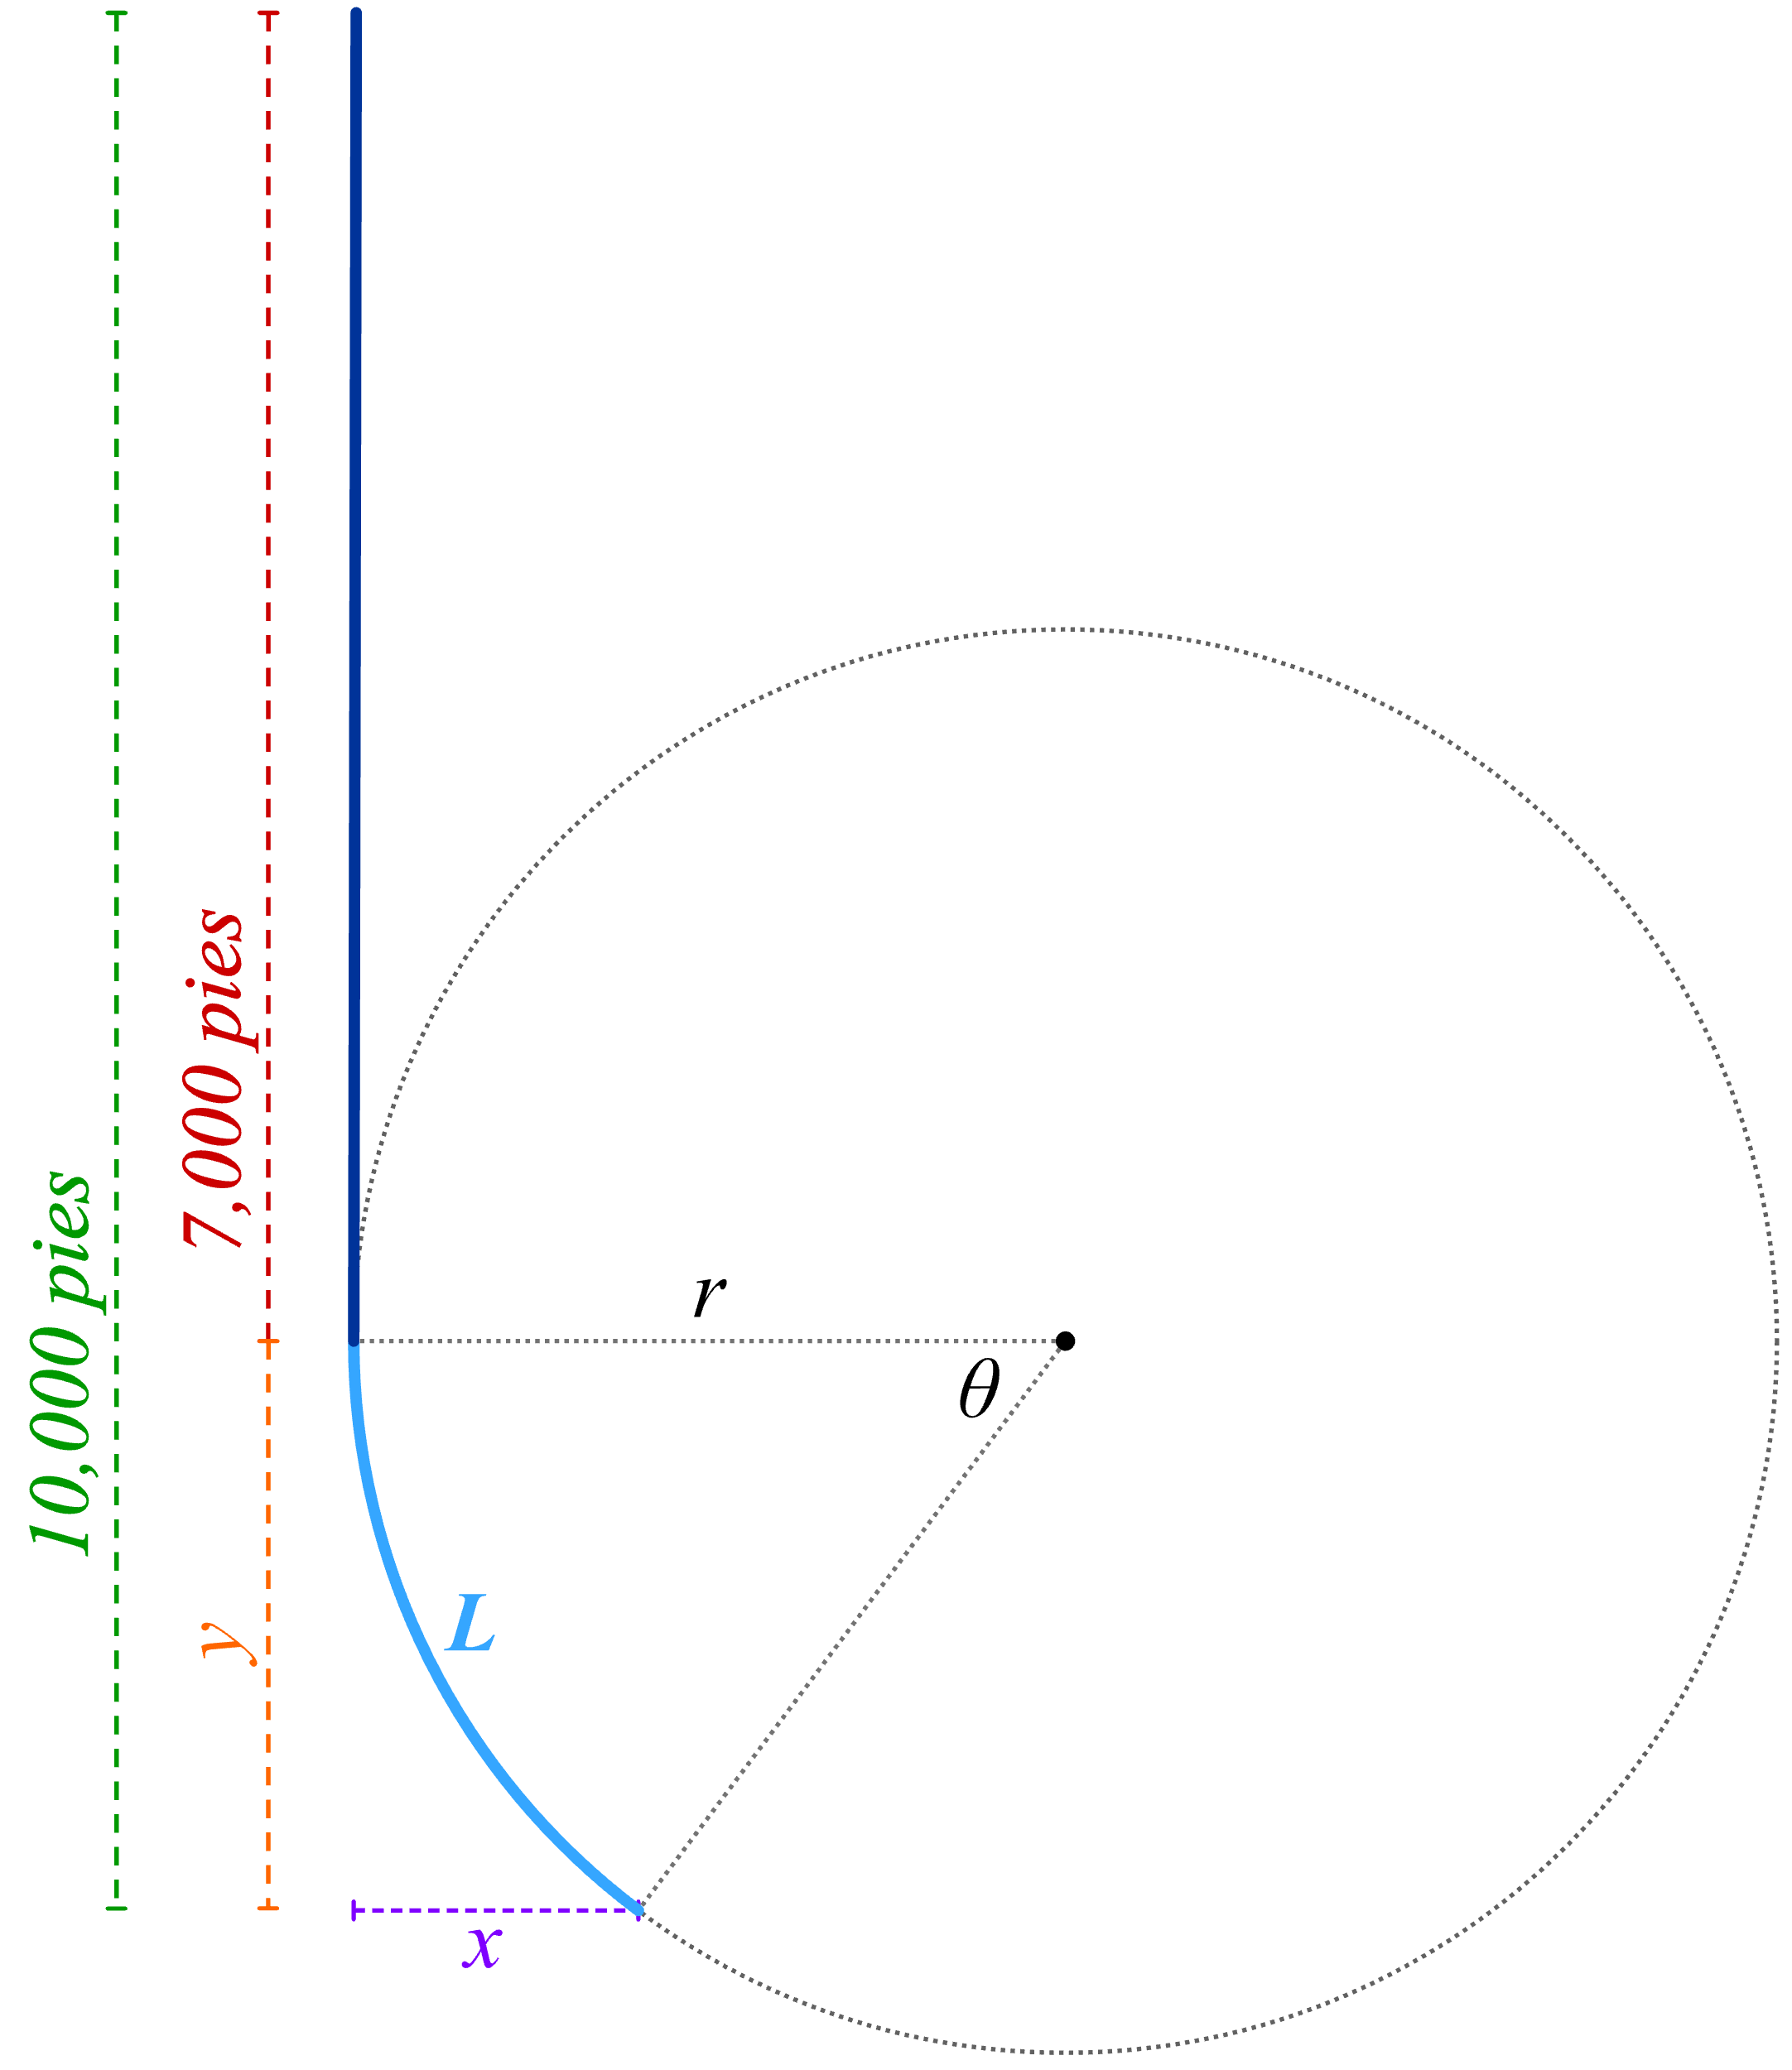 10,000 pies
7,000 pies
r
θ
L
y
x